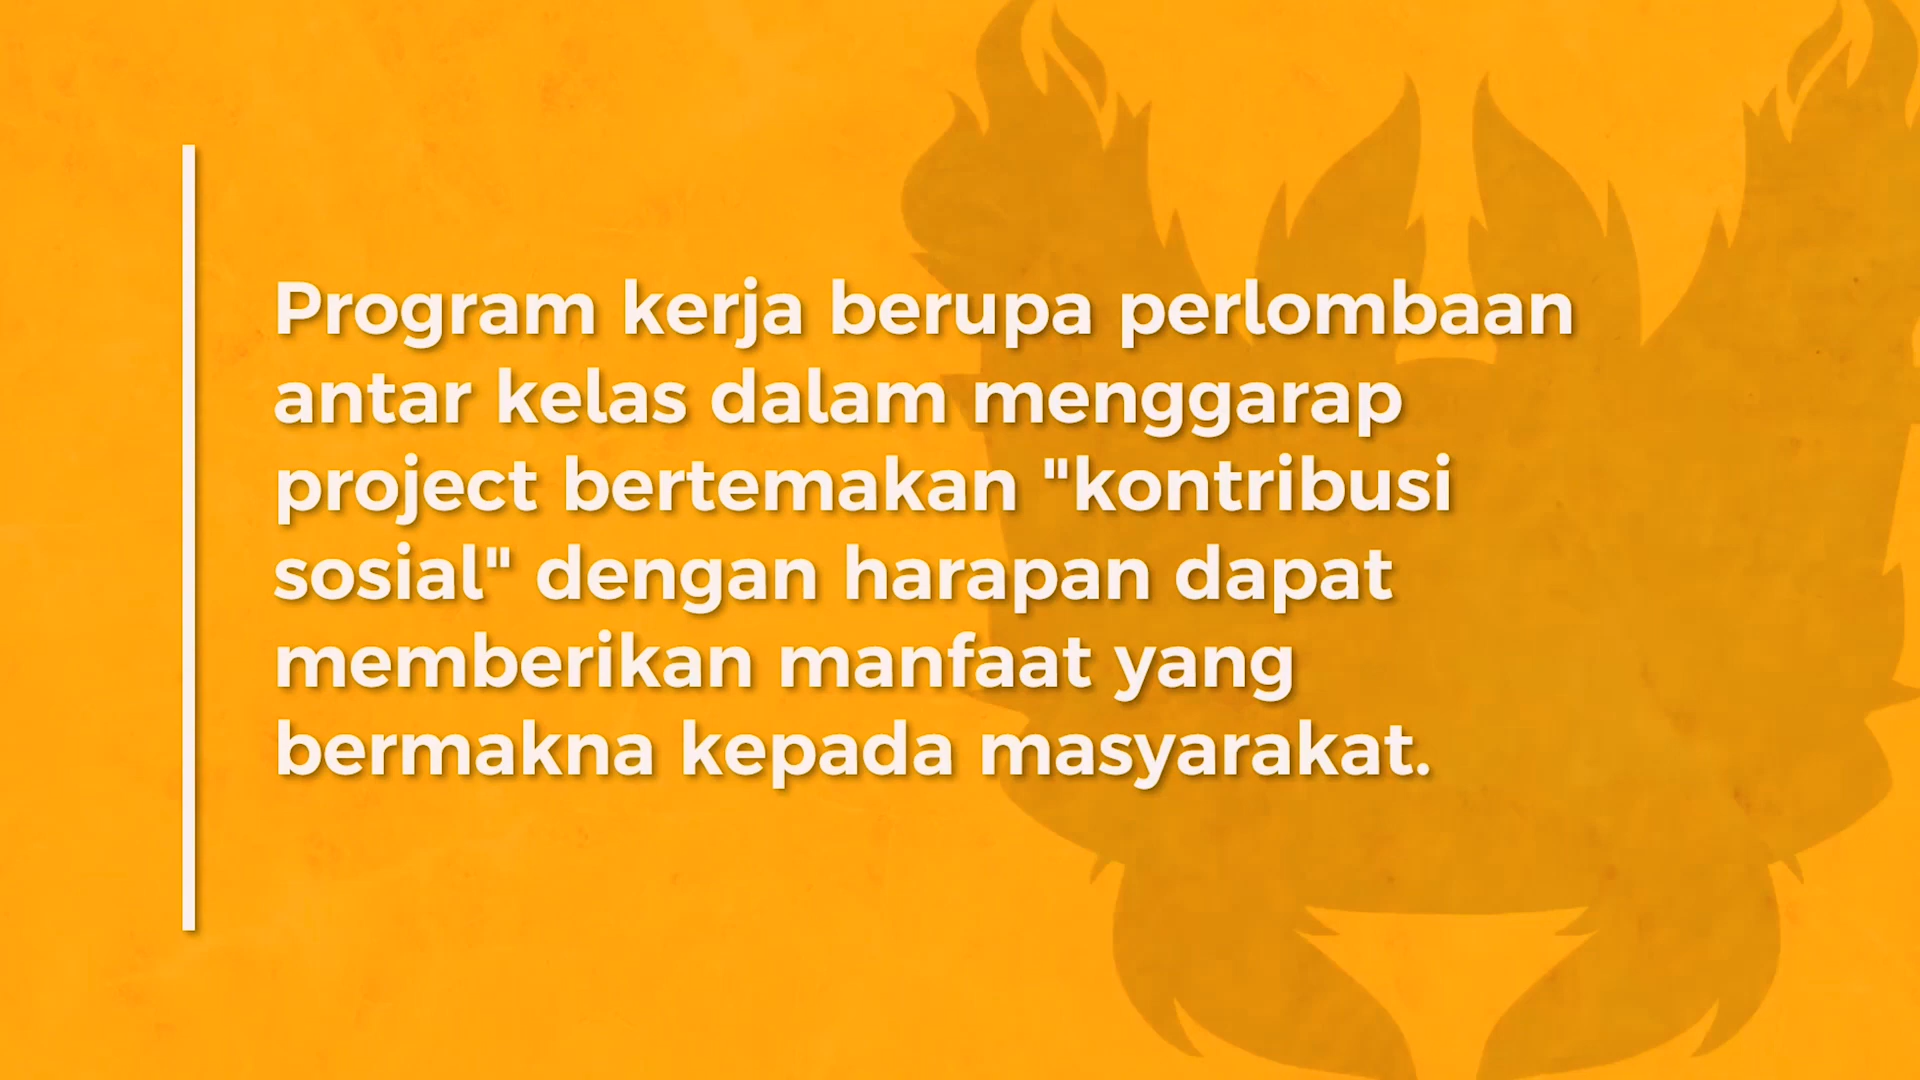 Program kerja berupa perlombaan
antar kelas dalam menggarap
project bertemakan "kontribusi
sosial" dengan harapan dapat
memberikan manfaat yang
bermakna kepada masyarakat.